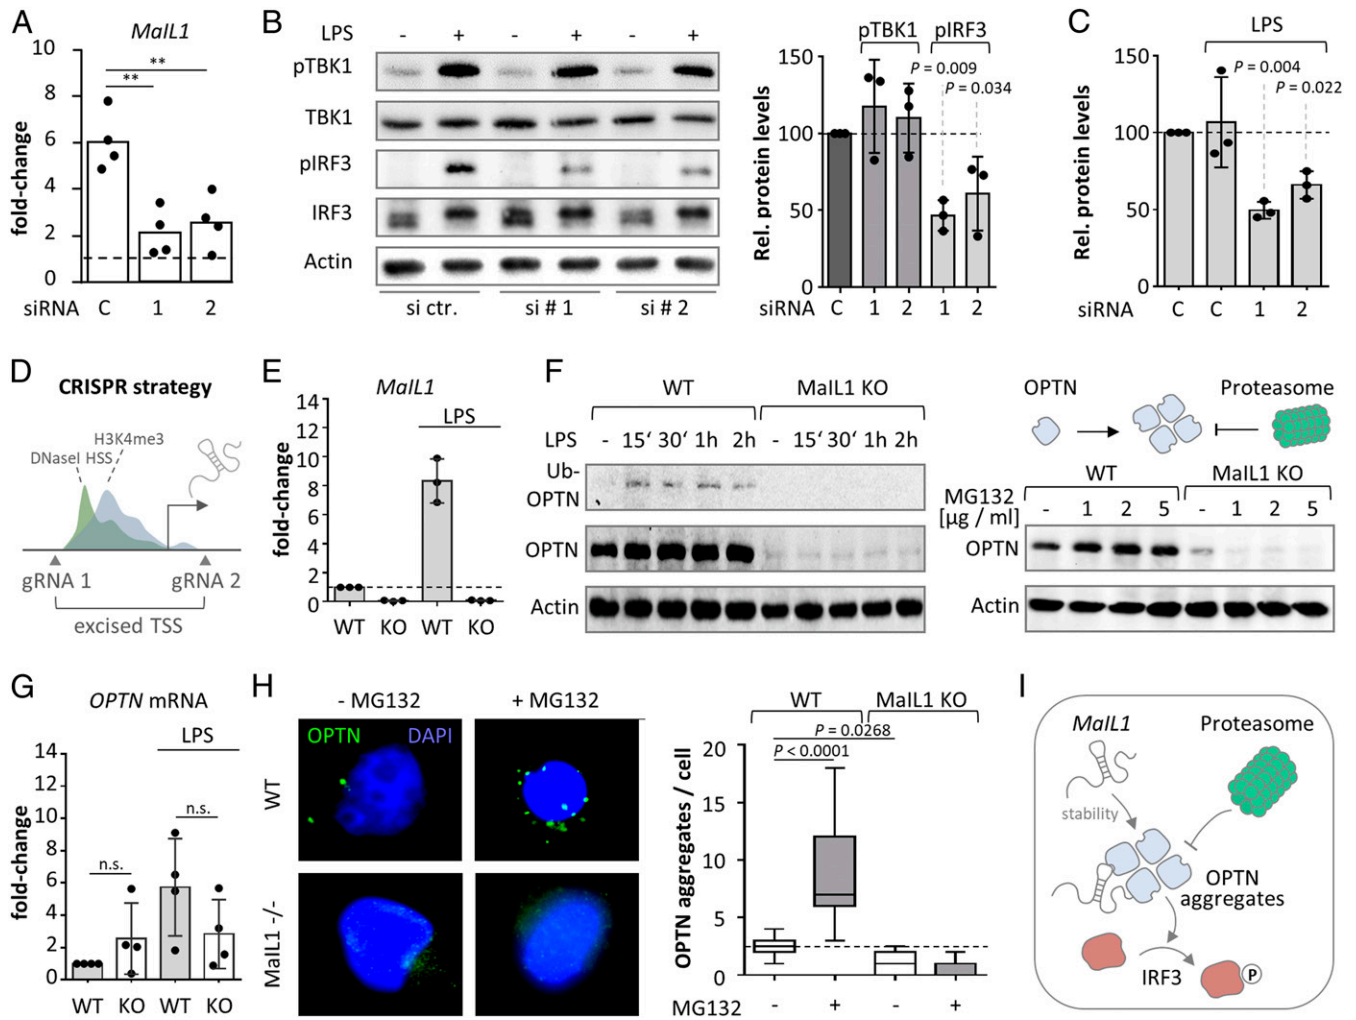 A
MaIL1
fold-change
10
8
6
4
2
0
**
**
siRNA C 1 2
B
LPS - + - + - +
pTBK1
TBK1
pIRF3
IRF3
Actin
si ctr. si # 1 si # 2
pTBK1 pIRF3
Rel. protein levels
150
100
50
0
P = 0.009
P = 0.034
siRNA C 1 2 1 2
C
LPS
Rel. protein levels
150
100
50
0
P = 0.004
P = 0.022
siRNA C C 1 2
D
CRISPR strategy
H3K4me3
DNaseI HSS
gRNA 1 gRNA 2
excised TSS
E
MaIL1
LPS
fold-change
14
12
10
8
6
4
2
0
WT KO WT KO
F
WT MaIL1 KO
LPS - 15‘ 30‘ 1h 2h - 15‘ 30‘ 1h 2h
Ub-
OPTN
OPTN
Actin
OPTN Proteasome
WT MaIL1 KO
MG132 - 1 2 5 - 1 2 5
[µg / ml]
OPTN
Actin
G
OPTN mRNA
LPS
fold-change
14
12
10
8
6
4
2
0
n.s.
n.s.
WT KO WT KO
H
- MG132 + MG132
OPTN DAPI
WT
MaIL1 -/-
WT MaIL1 KO
P = 0.0268
P < 0.0001
OPTN aggregates / cell
20
15
10
5
0
MG132 - + - +
I
MaIL1
Proteasome
stability
OPTN
aggregates
IRF3
P